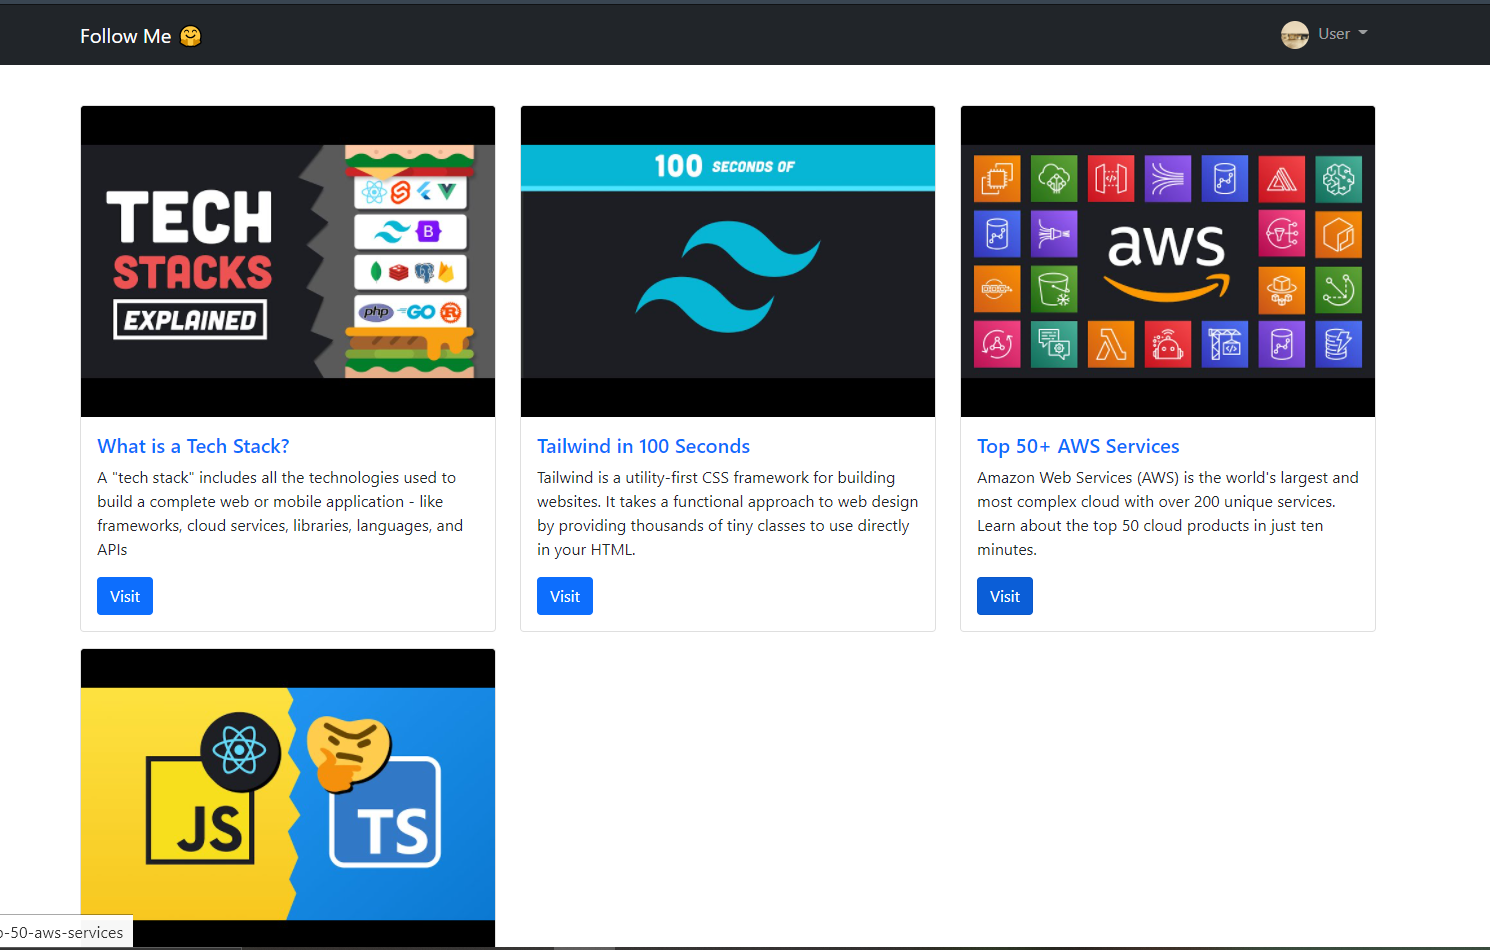 Follow Me 🤗
User
TECH
STACKS
EXPLAINED
B
php
GO
R
100 SECONDS OF
aws
What is a Tech Stack?
A "tech stack" includes all the technologies used to
build a complete web or mobile application - like
frameworks, cloud services, libraries, languages, and
APIs
Visit
Tailwind in 100 Seconds
Tailwind is a utility-first CSS framework for building
websites. It takes a functional approach to web design
by providing thousands of tiny classes to use directly
in your HTML.
Visit
Top 50+ AWS Services
Amazon Web Services (AWS) is the world's largest and
most complex cloud with over 200 unique services.
Learn about the top 50 cloud products in just ten
minutes.
Visit
JS
TS
-50-aws-services